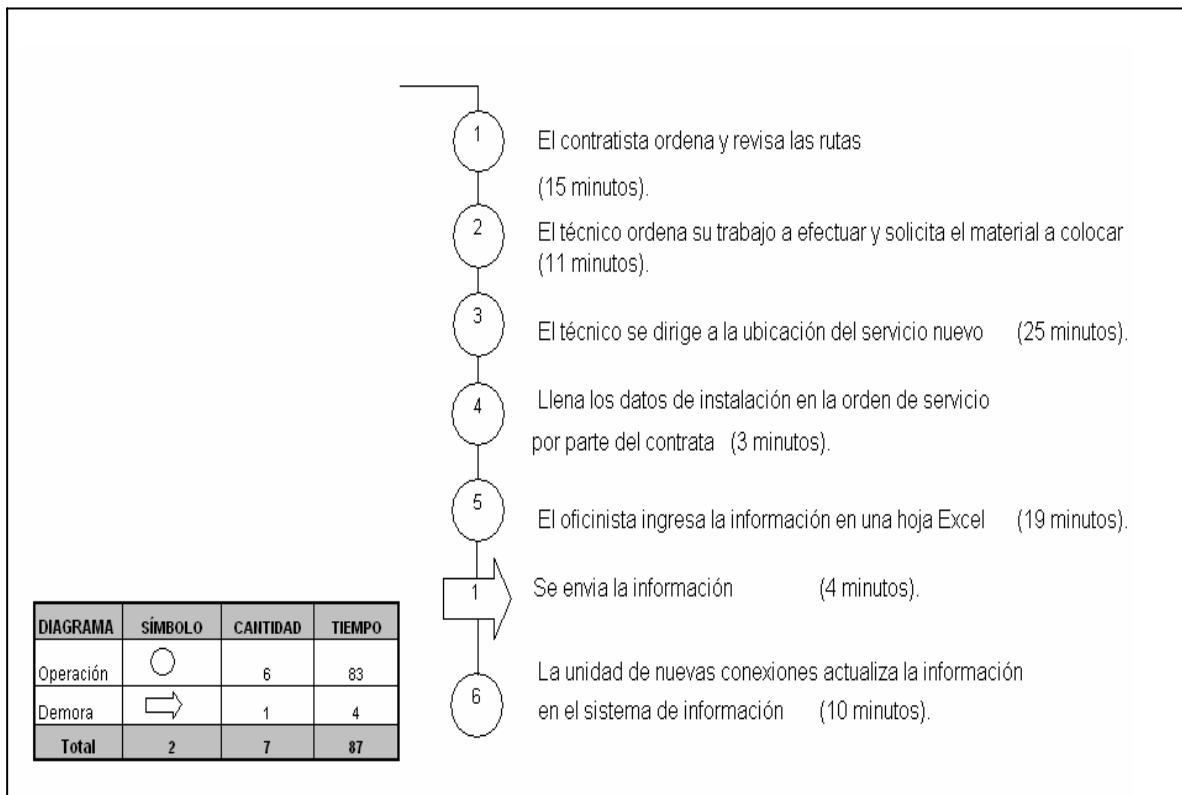 1
El contratista ordena y revisa las rutas
(15 minutos).
2
El técnico ordena su trabajo a efectuar y solicita el material a colocar
(11 minutos).
3
El técnico se dirige a la ubicación del servicio nuevo (25 minutos).
4
Llena los datos de instalación en la orden de servicio
por parte del contrata (3 minutos).
5
El oficinista ingresa la información en una hoja Excel (19 minutos).
1
Se envia la información (4 minutos).
6
La unidad de nuevas conexiones actualiza la información
en el sistema de información (10 minutos).
DIAGRAMA SÍMBOLO CANTIDAD TIEMPO
Operación 6 83
Demora 1 4
Total 2 7 87